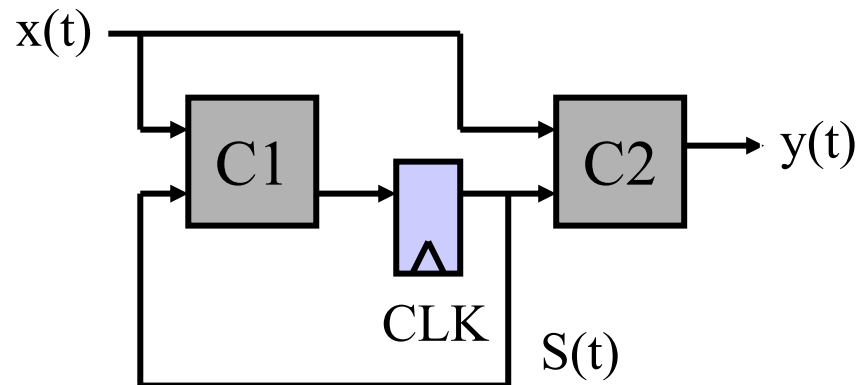 x(t)
C1
C2
y(t)
CLK
S(t)